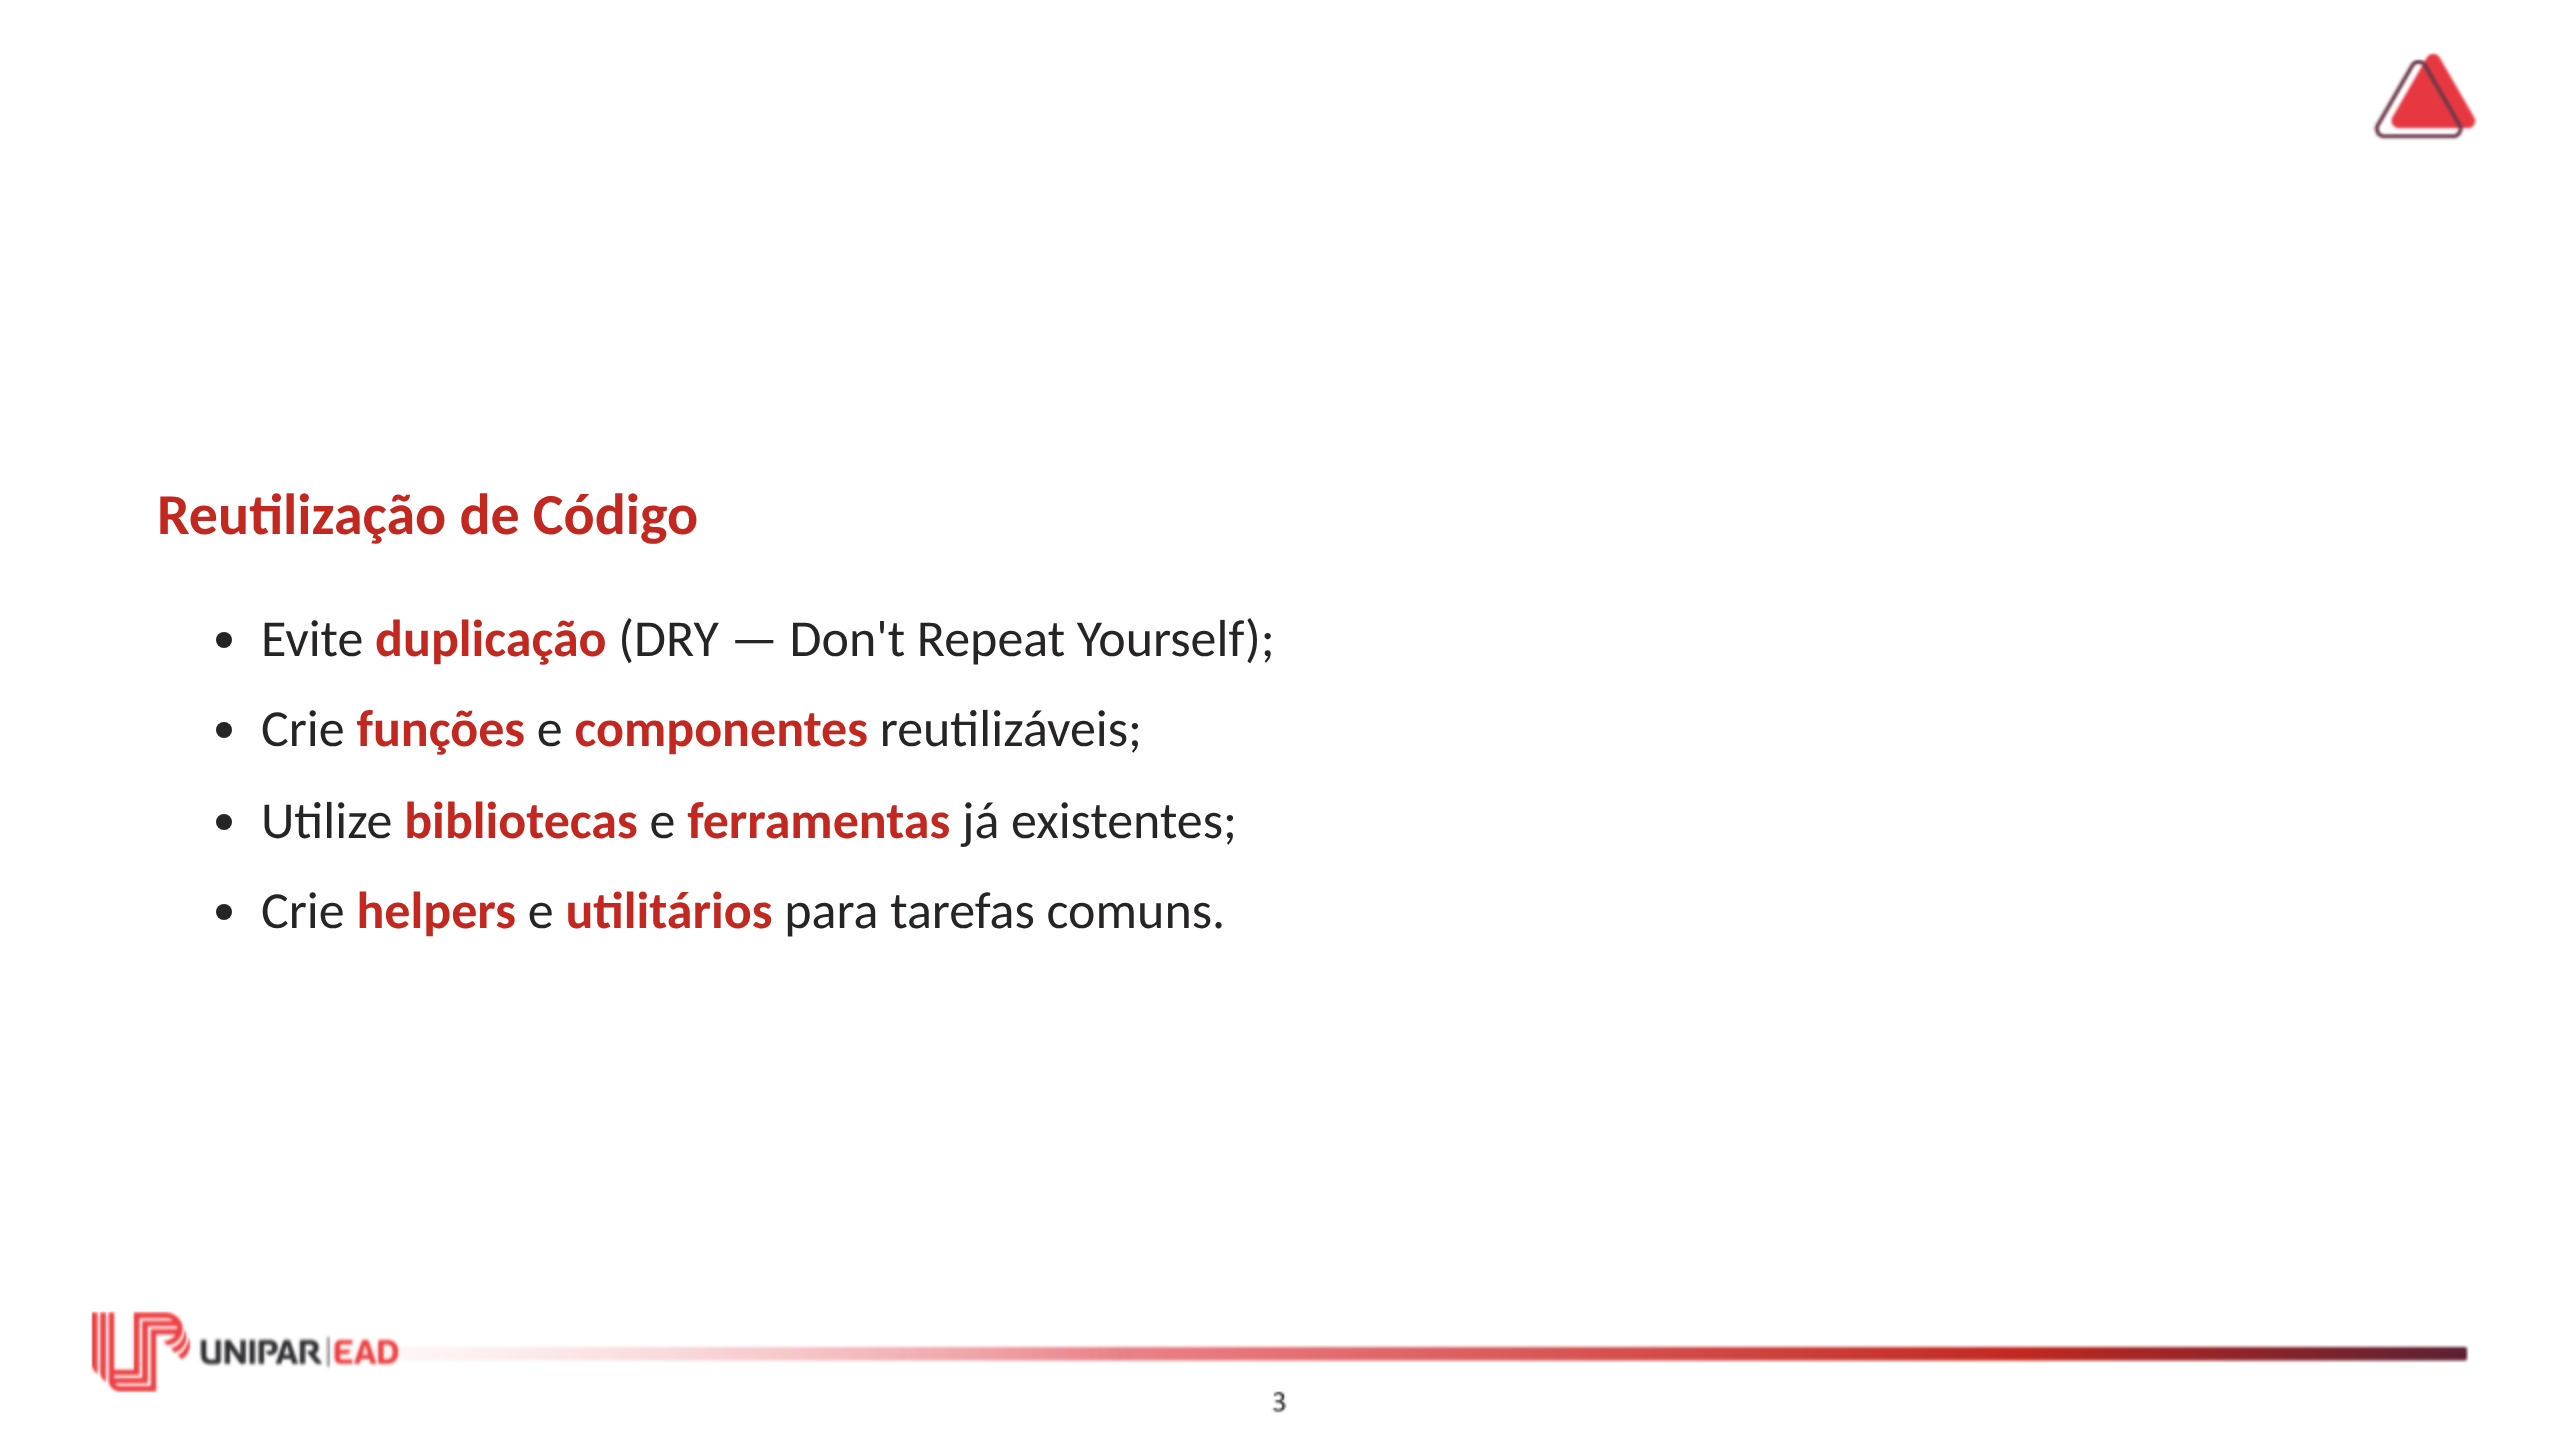 Reutilização de Código
• Evite duplicação (DRY — Don't Repeat Yourself);
• Crie funções e componentes reutilizáveis;
• Utilize bibliotecas e ferramentas já existentes;
• Crie helpers e utilitários para tarefas comuns.
UNIPAR|EAD
3